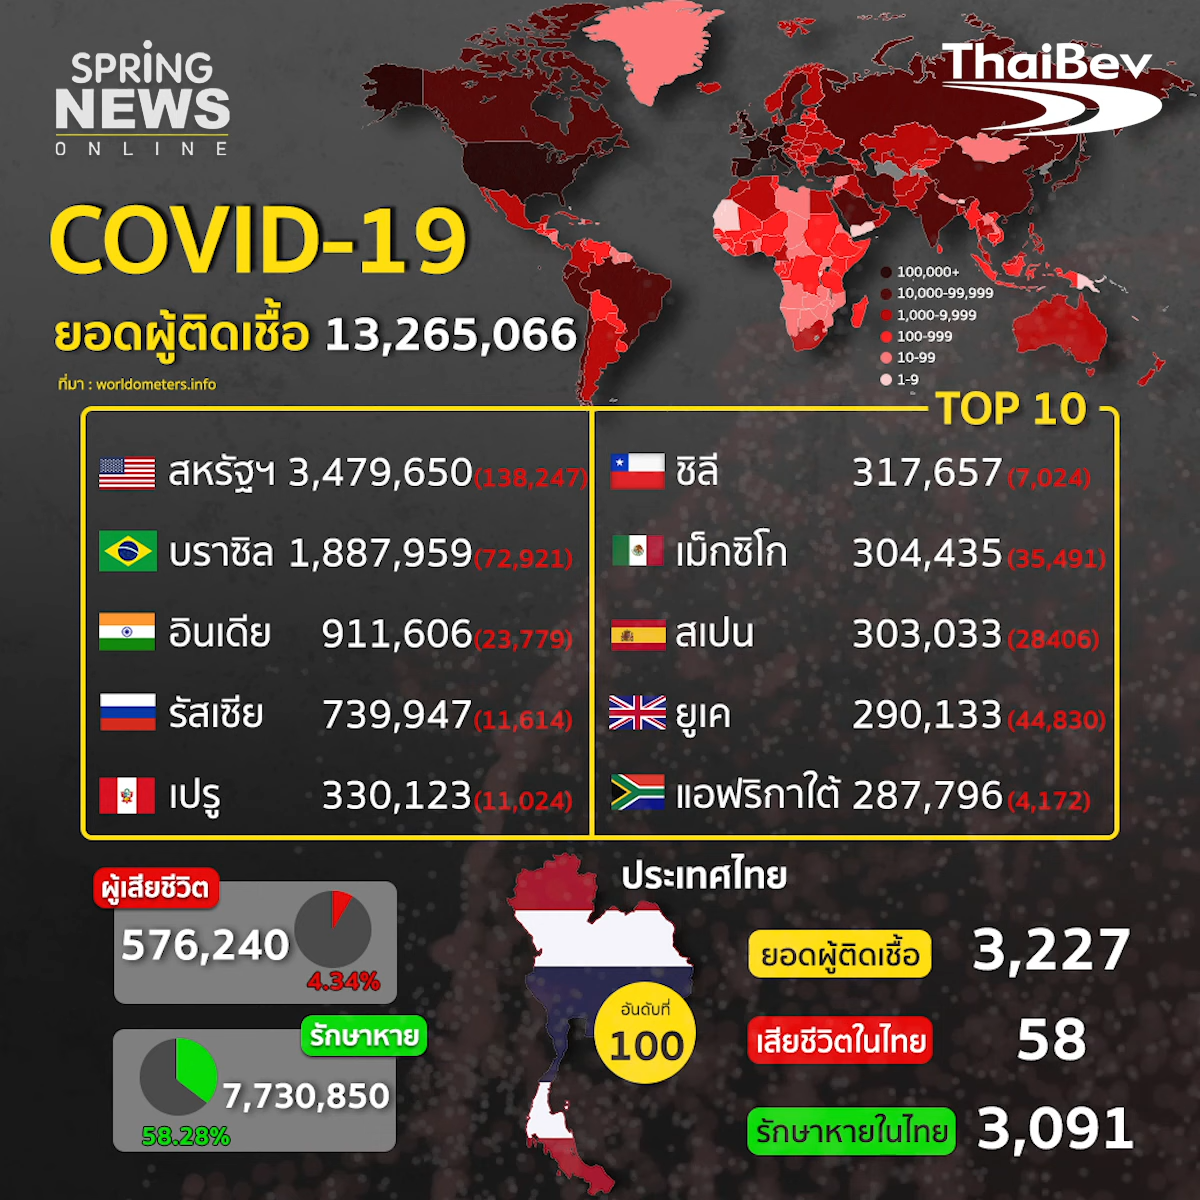 SPRiNG
NEWS
ONLINE
ThaiBev
COVID-19
ยอดผู้ติดเชื้อ 13,265,066
ที่มา : worldometers.info
100,000+
10,000-99,999
1,000-9,999
100-999
10-99
1-9
TOP 10
สหรัฐฯ 3,479,650 (138,247)
บราซิล 1,887,959 (72,921)
อินเดีย 911,606 (23,779)
รัสเซีย 739,947 (11,614)
เปรู 330,123 (11,024)
ชิลี 317,657 (7,024)
เม็กซิโก 304,435 (35,491)
สเปน 303,033 (28406)
ยูเค 290,133 (44,830)
แอฟริกาใต้ 287,796 (4,172)
ผู้เสียชีวิต
576,240
4.34%
รักษาหาย
7,730,850
58.28%
ประเทศไทย
อันดับที่
100
ยอดผู้ติดเชื้อ 3,227
เสียชีวิตในไทย 58
รักษาหายในไทย 3,091